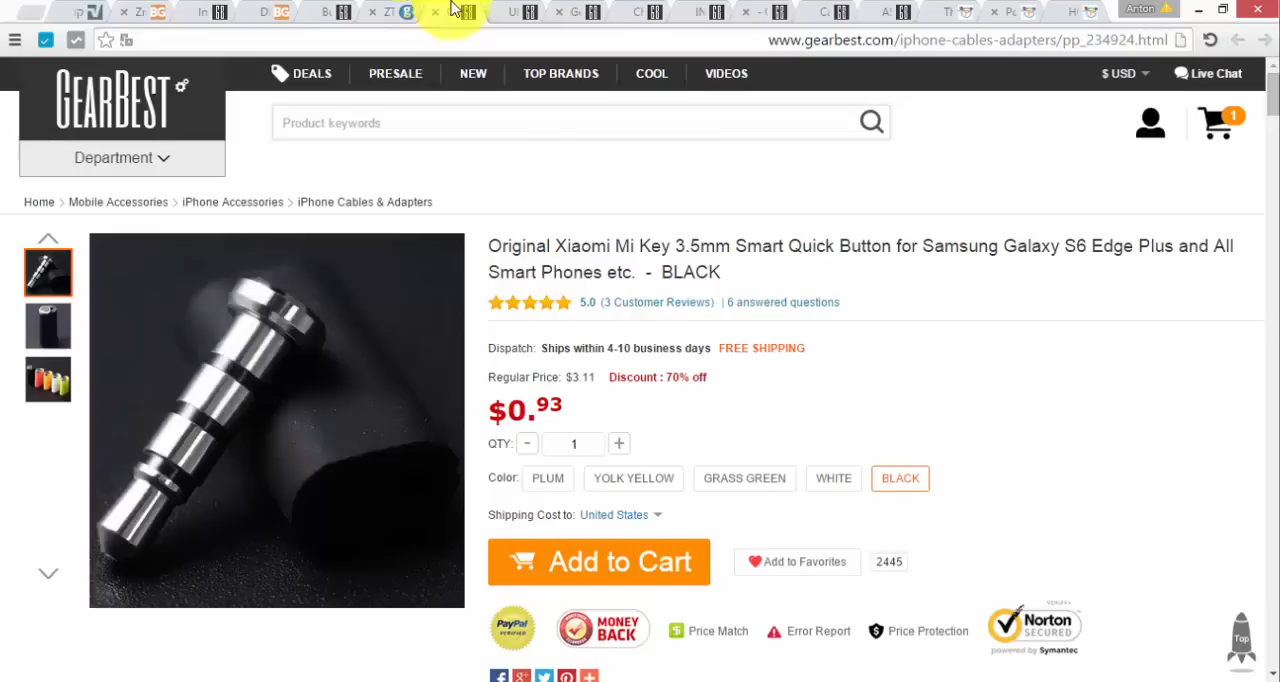 Anton
www.gearbest.com/iphone-cables-adapters/pp_234924.html
GEARBEST
DEALS PRESALE NEW TOP BRANDS COOL VIDEOS
$ USD Live Chat
Product keywords
1
Department
Home > Mobile Accessories > iPhone Accessories > iPhone Cables & Adapters
Original Xiaomi Mi Key 3.5mm Smart Quick Button for Samsung Galaxy S6 Edge Plus and All
Smart Phones etc. - BLACK
5.0 (3 Customer Reviews) | 6 answered questions
Dispatch: Ships within 4-10 business days FREE SHIPPING
Regular Price: $3.11 Discount : 70% off
$0.93
QTY: - 1 +
Color: PLUM YOLK YELLOW GRASS GREEN WHITE BLACK
Shipping Cost to: United States
Add to Cart
Add to Favorites 2445
PayPal
VERIFIED
MONEY
BACK
Price Match
Error Report
Price Protection
Norton
SECURED
powered by Symantec
Top